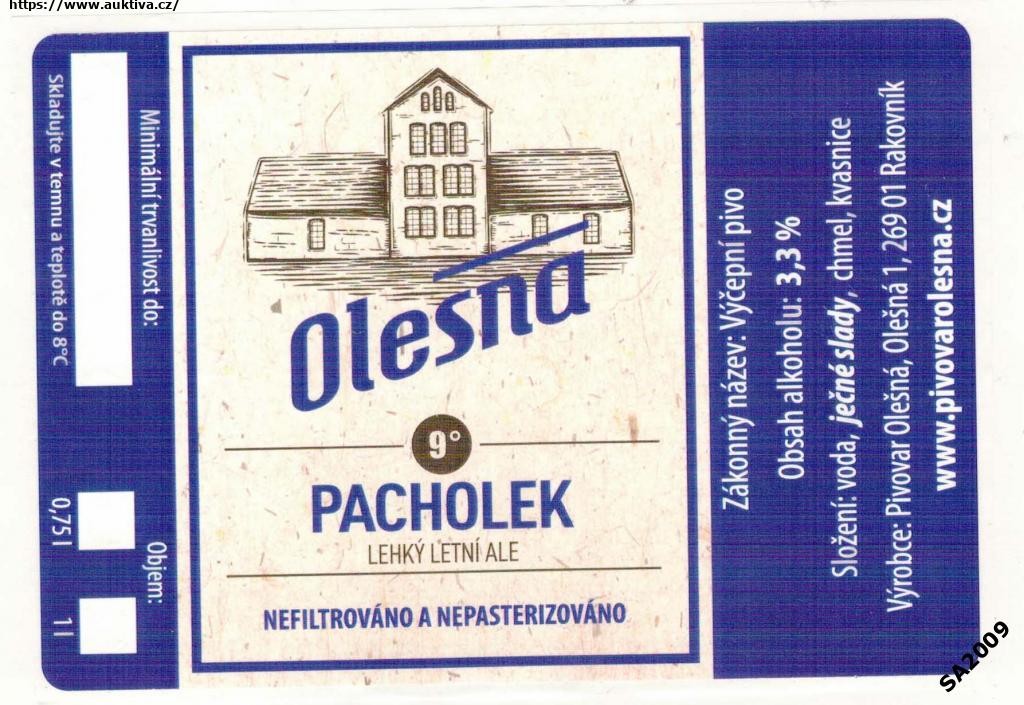 https://www.auktiva.cz/
Minimální trvanlivost do:
Skladujte v temnu a teplotě do 8°C
Objem:
0,75 l
1 l
Olešná
9°
PACHOLEK
LEHKÝ LETNÍ ALE
NEFILTROVÁNO A NEPASTERIZOVÁNO
Zákonný název: Výčepní pivo
Obsah alkoholu: 3,3 %
Složení: voda, ječné slady, chmel, kvasnice
Výrobce: Pivovar Olešná, Olešná 1, 269 01 Rakovník
www.pivovarolesna.cz
SA2009